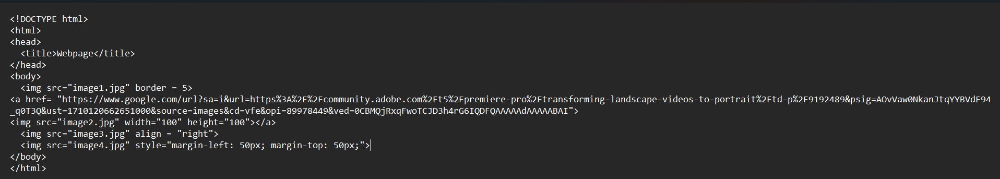 <!DOCTYPE html>
<html>
<head>
  <title>Webpage</title>
</head>
<body>
  <img src="image1.jpg" border = 5>
<a href= "https://www.google.com/url?sa=i&url=https%3A%2F%2Fcommunity.adobe.com%2Ft5%2Fpremiere-pro%2Ftransforming-landscape-videos-to-portrait%2Ftd-p%2F9192489&psig=AOvVaw0NkanJtqYYBVdF94
_q0T3Q&ust=1710120662651000&source=images&cd=vfe&opi=89978449&ved=0CBMQjRxqFwoTCJD3h4rG6IQDFQAAAAAdAAAAABAI">
<img src="image2.jpg" width="100" height="100"></a>
  <img src="image3.jpg" align = "right">
  <img src="image4.jpg" style="margin-left: 50px; margin-top: 50px;">
</body>
</html>